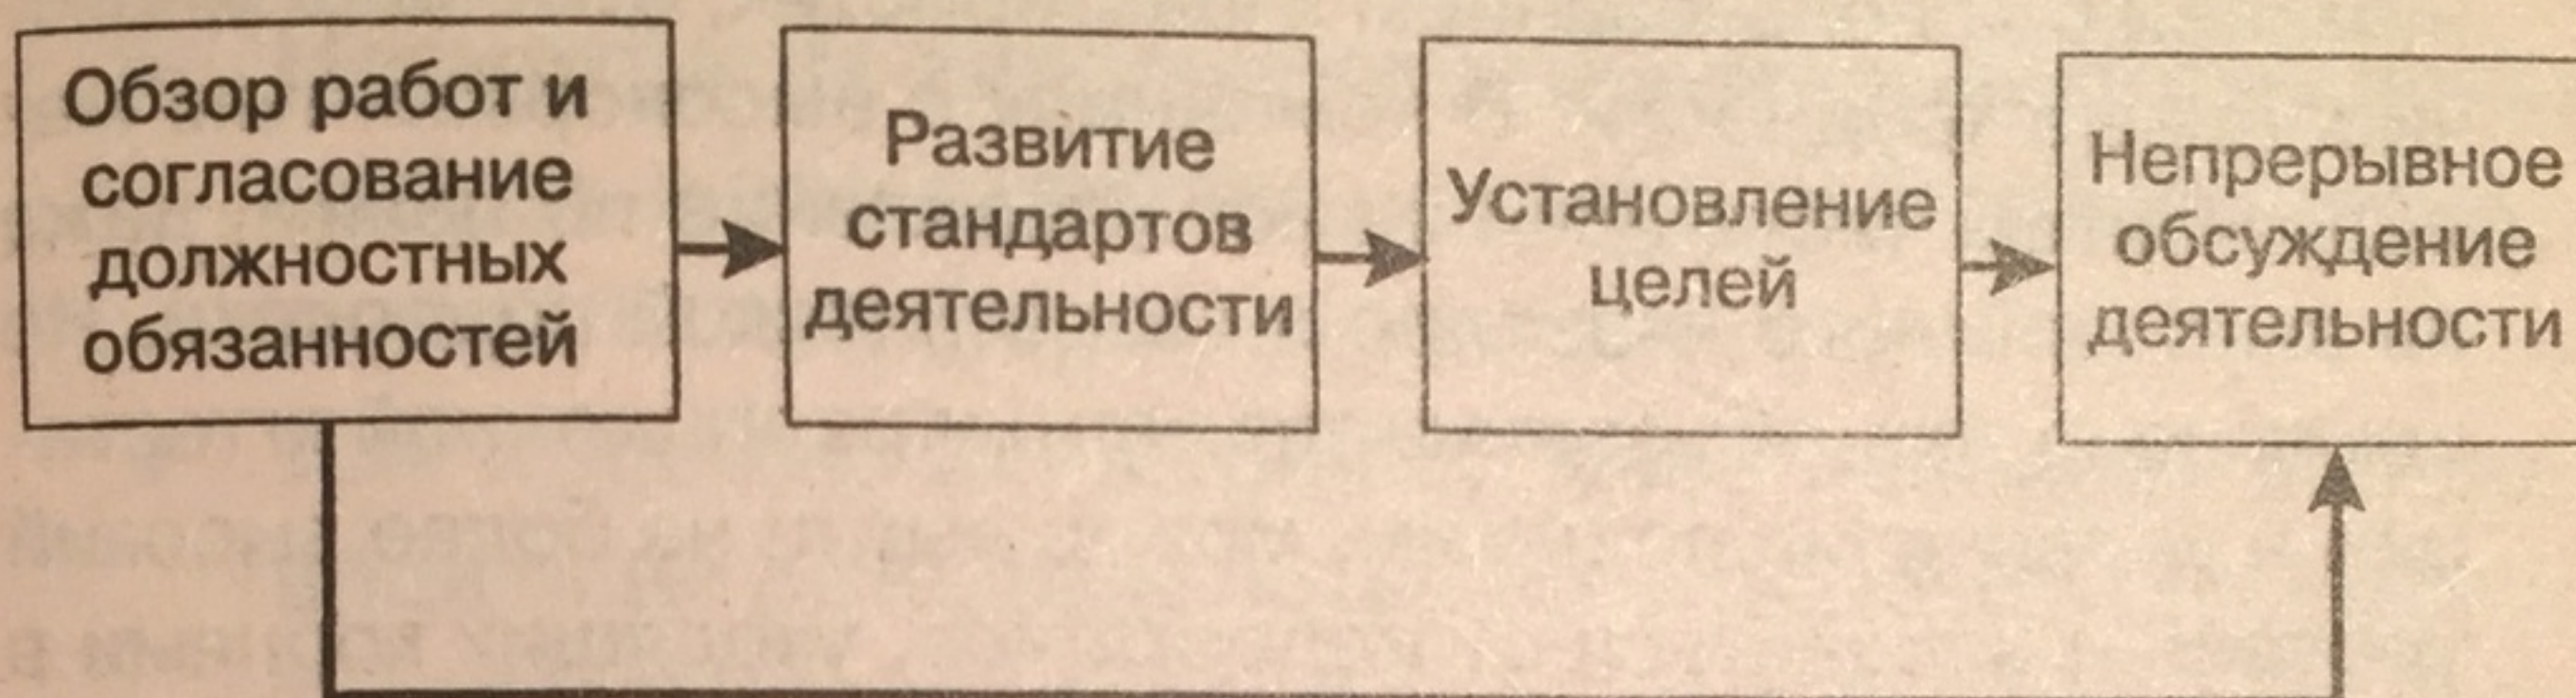 Обзор работ и
согласование
должностных
обязанностей
Развитие
стандартов
деятельности
Установление
целей
Непрерывное
обсуждение
деятельности